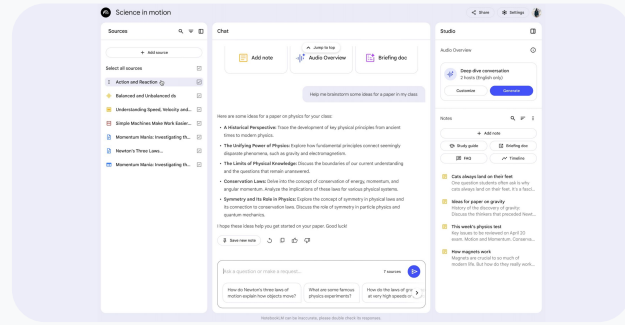 Science in motion
Share
Settings
Sources
+ Add source
Select all sources
Action and Reaction
Balanced and Unbalanced ds
Understanding Speed, Velocity and...
Simple Machines Make Work Easier...
Momentum Mania: Investigating th...
Newton's Three Laws...
Momentum Mania: Investigating th...
Chat
Jump to top
Add note
Audio Overview
Briefing doc
Help me brainstorm some ideas for a paper in my class
Here are some ideas for a paper on physics for your class:
• A Historical Perspective: Trace the development of key physical principles from ancient
times to modern physics.
• The Unifying Power of Physics: Explore how fundamental principles connect seemingly
disparate phenomena, such as gravity and electromagnetism.
• The Limits of Physical Knowledge: Discuss the boundaries of our current understanding
and the questions that remain unanswered.
• Conservation Laws: Delve into the concept of conservation of energy, momentum, and
angular momentum. Analyze the implications of these laws for various physical systems.
• Symmetry and Its Role in Physics: Explore the concept of symmetry in physical laws and
its connection to conservation laws. Discuss the role of symmetry in particle physics and
quantum mechanics.
I hope these ideas help you get started on your paper. Good luck!
Save new note
Ask a question or make a request...
7 sources
How do Newton's three laws of
motion explain how objects move?
What are some famous
physics experiments?
How do the laws of
at very high speeds or
NotebookLM can be inaccurate, please double check its responses.
Studio
Audio Overview
Deep dive conversation
2 hosts (English only)
Customize
Generate
Notes
+ Add note
Study guide
Briefing doc
FAQ
Timeline
Cats always land on their feet
One question students often ask is why
cats always land on their feet, it's a fasci...
Ideas for paper on gravity
History of the discovery of gravity:
Discuss the thinkers that preceded Newt...
This week's physics test
Key issues to be reviewed on April 20
exam: Motion and Momentum, Conserva...
How magnets work
Magnets are crucial to so much of
modern life. But how do they really work...